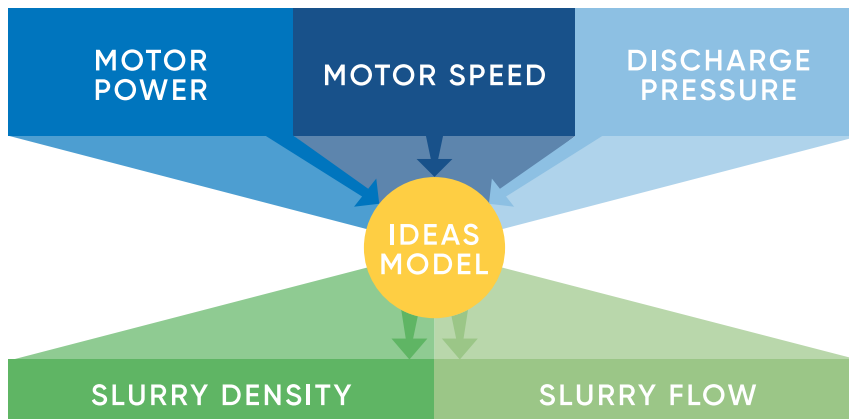 MOTOR
POWER
MOTOR SPEED
DISCHARGE
PRESSURE
IDEAS
MODEL
SLURRY DENSITY
SLURRY FLOW